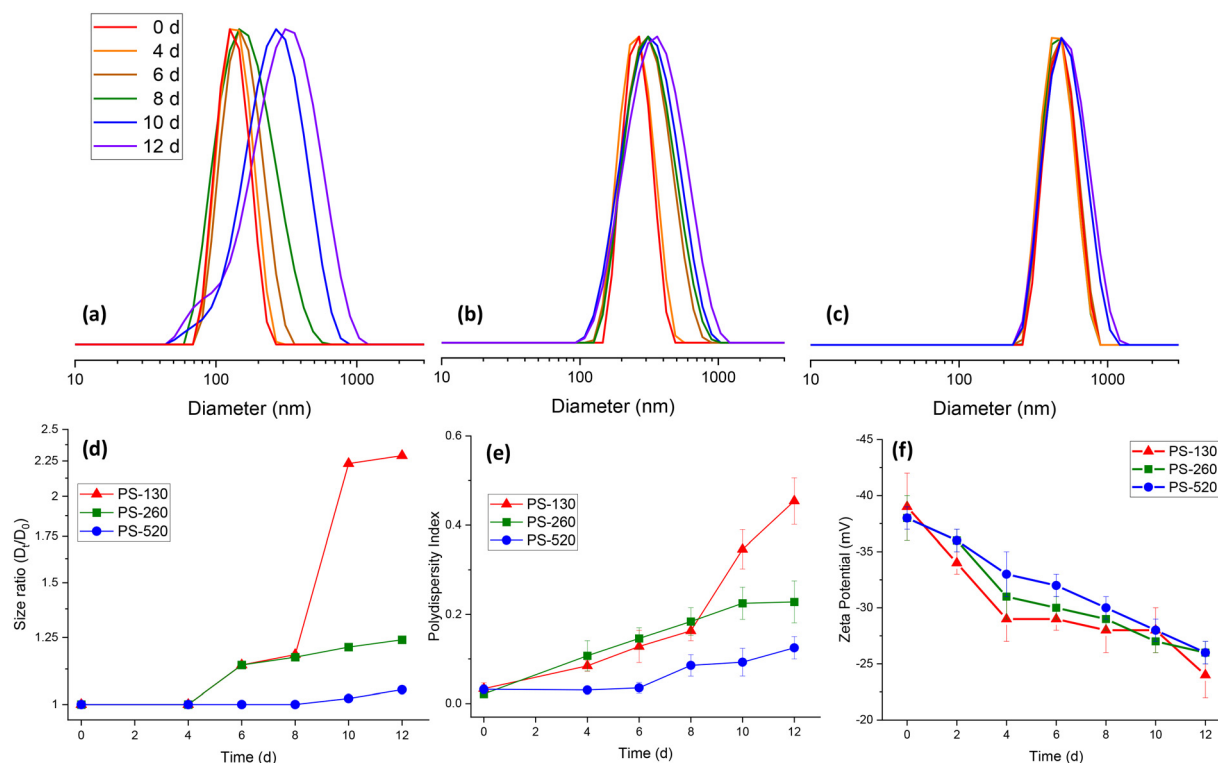 0 d
4 d
6 d
8 d
10 d
12 d
(a)
(b)
(c)
10 100 1000
10 100 1000
10 100 1000
Diameter (nm)
Diameter (nm)
Diameter (nm)
(d)
2.5
2.25
2
1.75
1.5
1.25
1
Size ratio (Dt/D0)
PS-130
PS-260
PS-520
0 2 4 6 8 10 12
Time (d)
(e)
0.6
0.4
0.2
0.0
Polydispersity Index
PS-130
PS-260
PS-520
0 2 4 6 8 10 12
Time (d)
(f)
-45
-40
-35
-30
-25
-20
Zeta Potential (mV)
PS-130
PS-260
PS-520
0 2 4 6 8 10 12
Time (d)